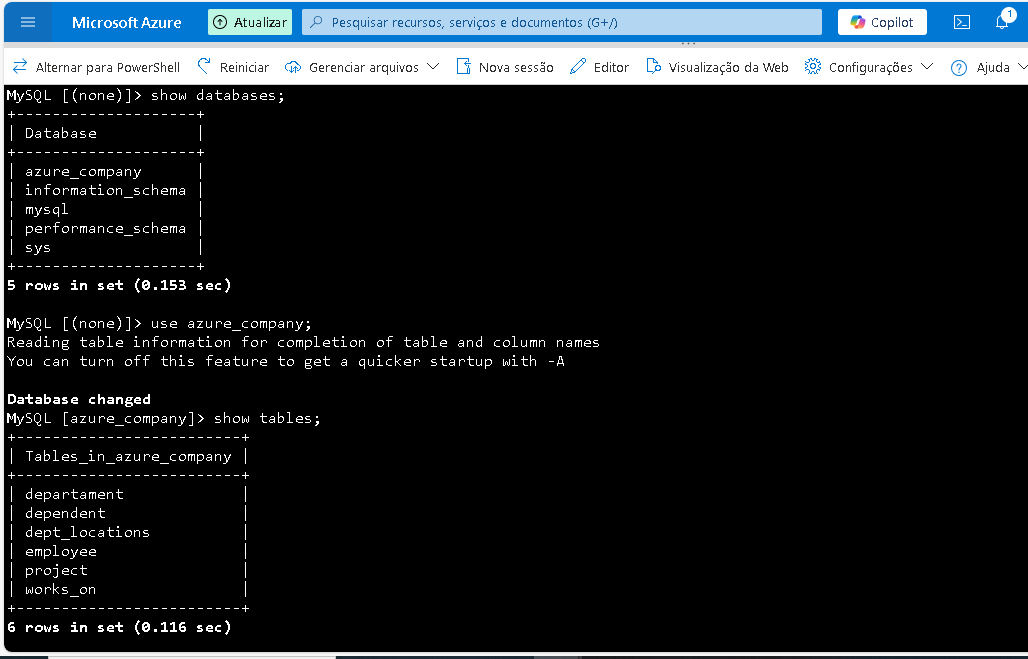 Microsoft Azure Atualizar Pesquisar recursos, serviços e documentos (G+/) Copilot 1
Alternar para PowerShell Reiniciar Gerenciar arquivos Nova sessão Editor Visualização da Web Configurações Ajuda
MySQL [(none)]> show databases;
+--------------------+
| Database           |
+--------------------+
| azure_company      |
| information_schema |
| mysql              |
| performance_schema |
| sys                |
+--------------------+
5 rows in set (0.153 sec)
MySQL [(none)]> use azure_company;
Reading table information for completion of table and column names
You can turn off this feature to get a quicker startup with -A
Database changed
MySQL [azure_company]> show tables;
+-------------------------+
| Tables_in_azure_company |
+-------------------------+
| departament             |
| dependent               |
| dept_locations          |
| employee                |
| project                 |
| works_on                |
+-------------------------+
6 rows in set (0.116 sec)